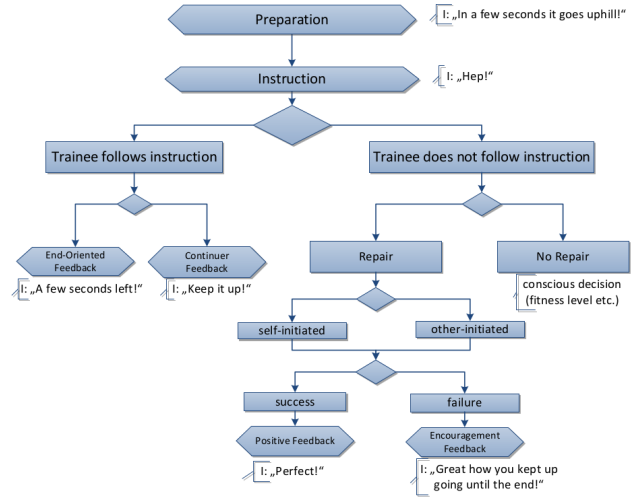 Preparation
I: „In a few seconds it goes uphill!“
Instruction
I: „Hep!“
Trainee follows instruction
Trainee does not follow instruction
End-Oriented
Feedback
Continuer
Feedback
Repair
No Repair
I: „A few seconds left!“
I: „Keep it up!“
conscious decision
(fitness level etc.)
self-initiated
other-initiated
success
failure
Positive Feedback
Encouragement
Feedback
I: „Perfect!“
I: „Great how you kept up
going until the end!“